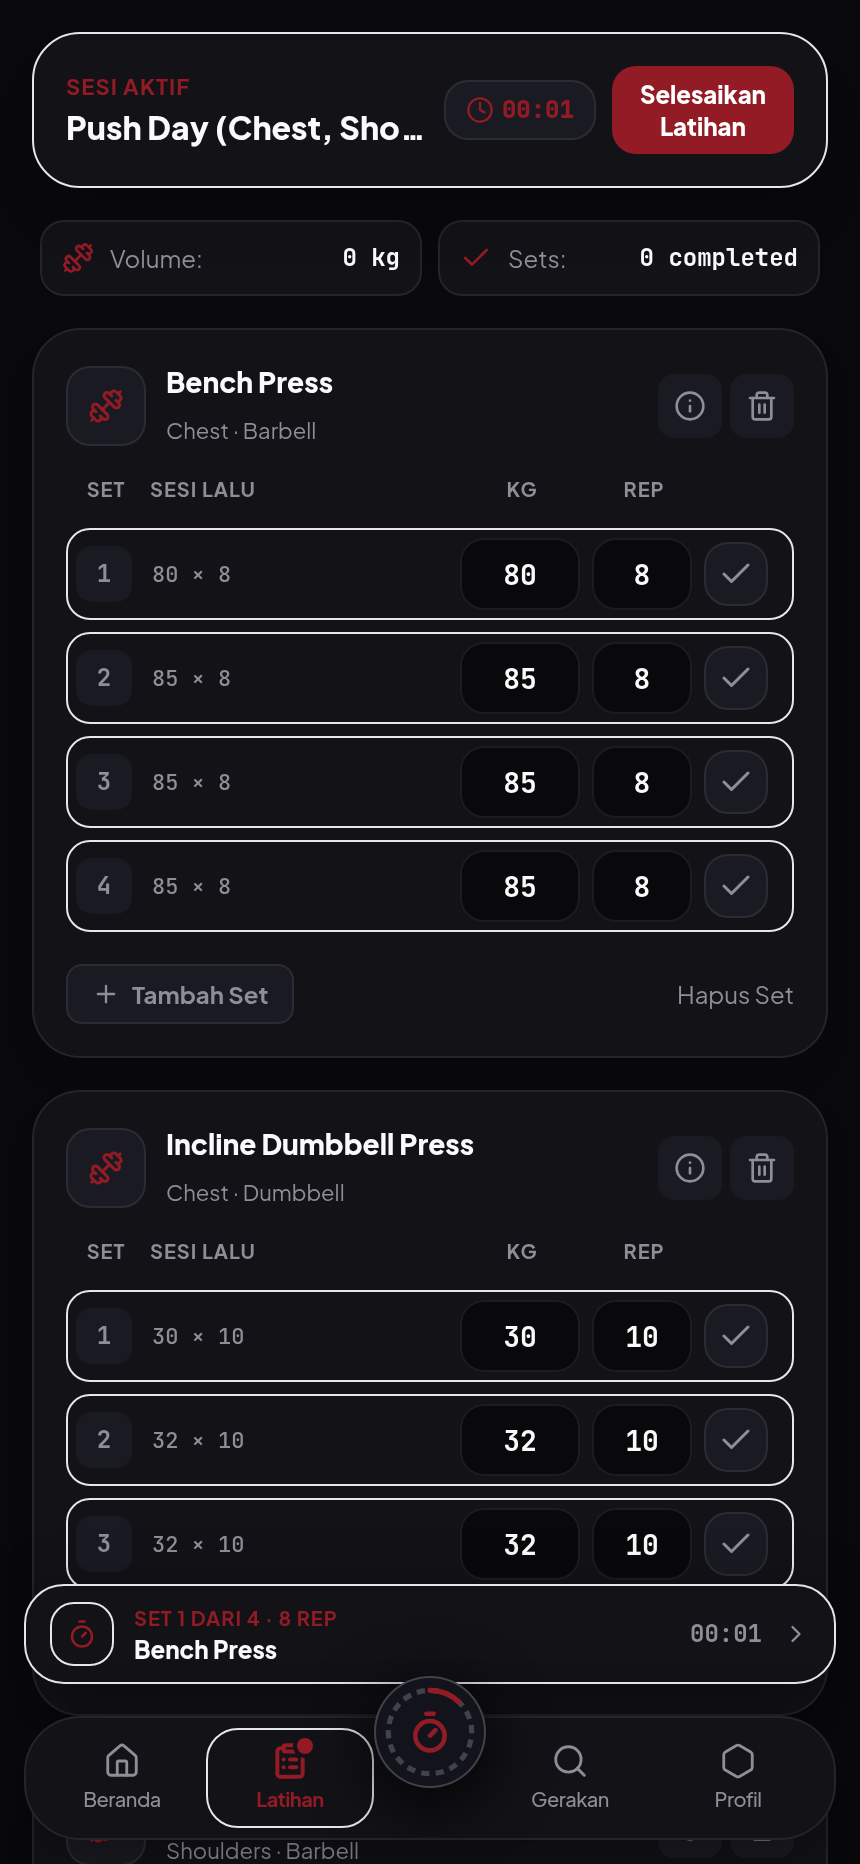 SESI AKTIF
Push Day (Chest, Sho...
00:01
Selesaikan
Latihan
Volume: 0 kg
Sets: 0 completed
Bench Press
Chest · Barbell
SET SESI LALU KG REP
1 80 × 8 80 8
2 85 × 8 85 8
3 85 × 8 85 8
4 85 × 8 85 8
+ Tambah Set Hapus Set
Incline Dumbbell Press
Chest · Dumbbell
SET SESI LALU KG REP
1 30 × 10 30 10
2 32 × 10 32 10
3 32 × 10 32 10
SET 1 DARI 4 · 8 REP
Bench Press
00:01
Beranda Latihan Gerakan Profil
Shoulders · Barbell